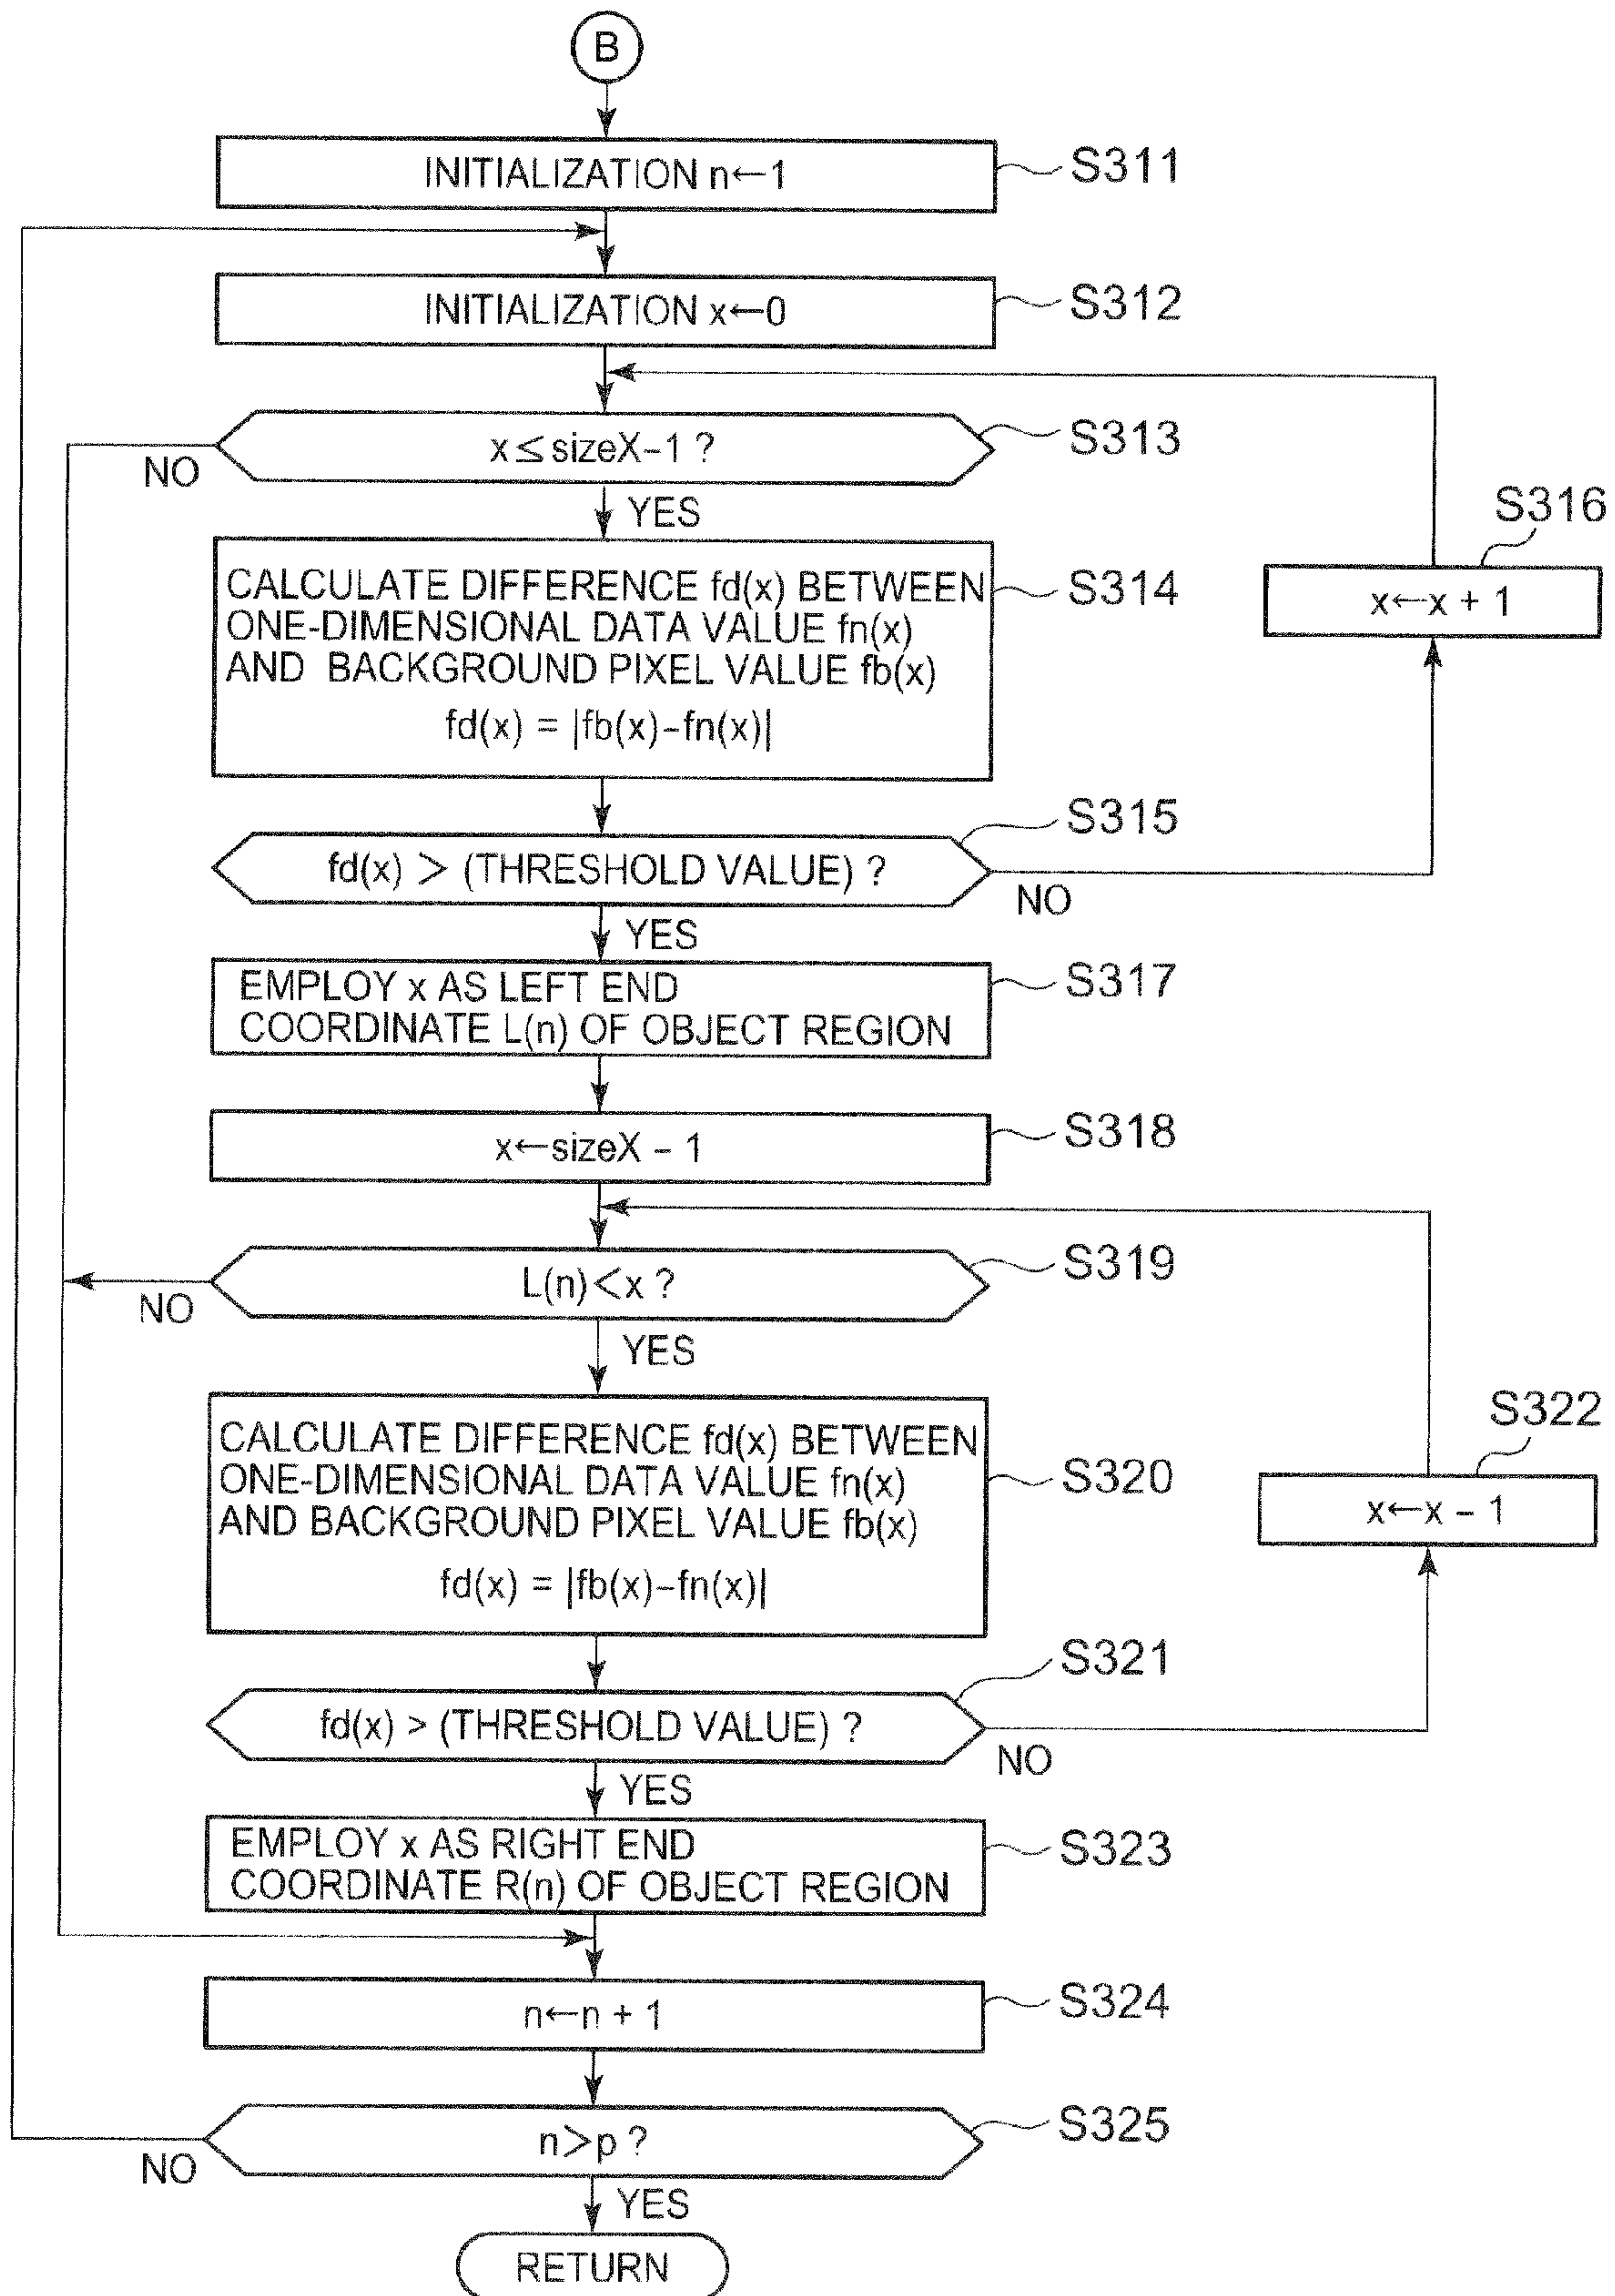 B
INITIALIZATION n←1
S311
INITIALIZATION x←0
S312
x≤sizeX−1 ?
S313
NO
YES
S316
x←x + 1
CALCULATE DIFFERENCE fd(x) BETWEEN
ONE-DIMENSIONAL DATA VALUE fn(x)
AND BACKGROUND PIXEL VALUE fb(x)
fd(x) = |fb(x)−fn(x)|
S314
fd(x) > (THRESHOLD VALUE) ?
S315
NO
YES
EMPLOY x AS LEFT END
COORDINATE L(n) OF OBJECT REGION
S317
x←sizeX − 1
S318
L(n)<x ?
S319
NO
YES
CALCULATE DIFFERENCE fd(x) BETWEEN
ONE-DIMENSIONAL DATA VALUE fn(x)
AND BACKGROUND PIXEL VALUE fb(x)
fd(x) = |fb(x)−fn(x)|
S320
S322
x←x − 1
fd(x) > (THRESHOLD VALUE) ?
S321
NO
YES
EMPLOY x AS RIGHT END
COORDINATE R(n) OF OBJECT REGION
S323
n←n + 1
S324
n>p ?
S325
NO
YES
RETURN